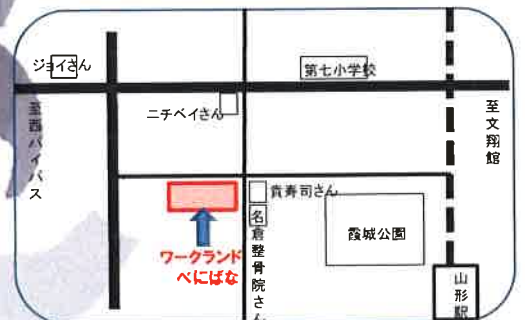 ジョイさん
第七小学校
ニチベイさん
至西バイパス
至文翔館
貴寿司さん
名倉整骨院さん
霞城公園
ワークランド
べにばな
山形駅